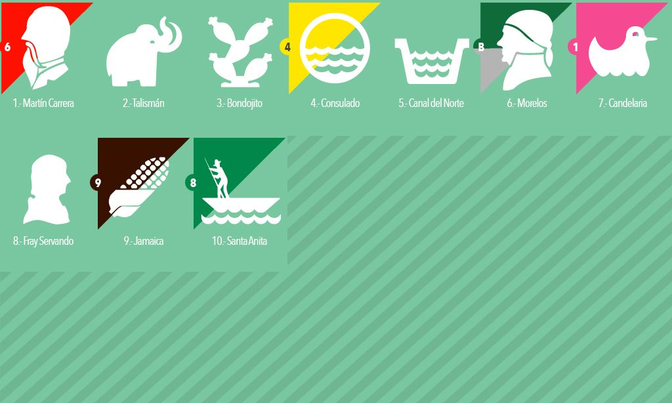 6
1.-Martín Carrera
2.-Talismán
3.-Bondojito
4
4.-Consulado
5.-Canal del Norte
B
6.-Morelos
1
7.-Candelaria
8.-Fray Servando
9
9.-Jamaica
8
10.-Santa Anita